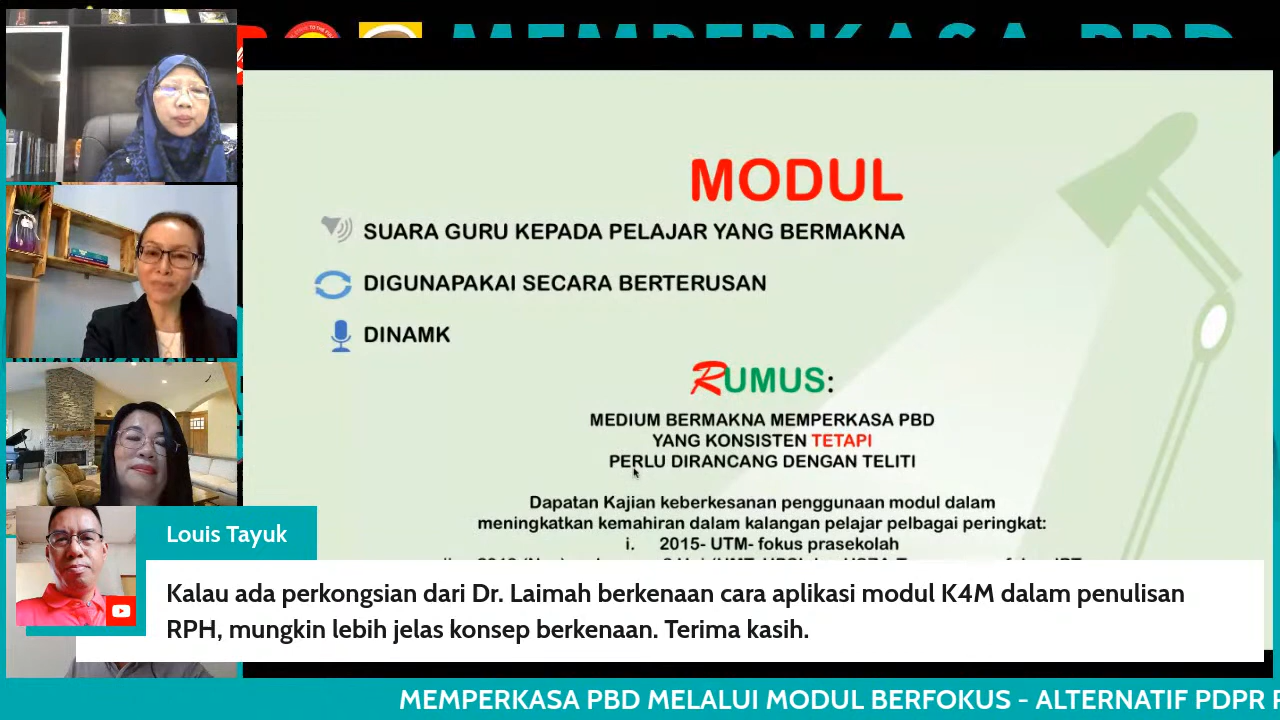 MEMPERKASA PBD
MODUL
SUARA GURU KEPADA PELAJAR YANG BERMAKNA
DIGUNAPAKAI SECARA BERTERUSAN
DINAMK
RUMUS:
MEDIUM BERMAKNA MEMPERKASA PBD
YANG KONSISTEN TETAPI
PERLU DIRANCANG DENGAN TELITI
Dapatan Kajian keberkesanan penggunaan modul dalam
meningkatkan kemahiran dalam kalangan pelajar pelbagai peringkat:
i. 2015- UTM- fokus prasekolah
Louis Tayuk
Kalau ada perkongsian dari Dr. Laimah berkenaan cara aplikasi modul K4M dalam penulisan
RPH, mungkin lebih jelas konsep berkenaan. Terima kasih.
MEMPERKASA PBD MELALUI MODUL BERFOKUS - ALTERNATIF PDPR